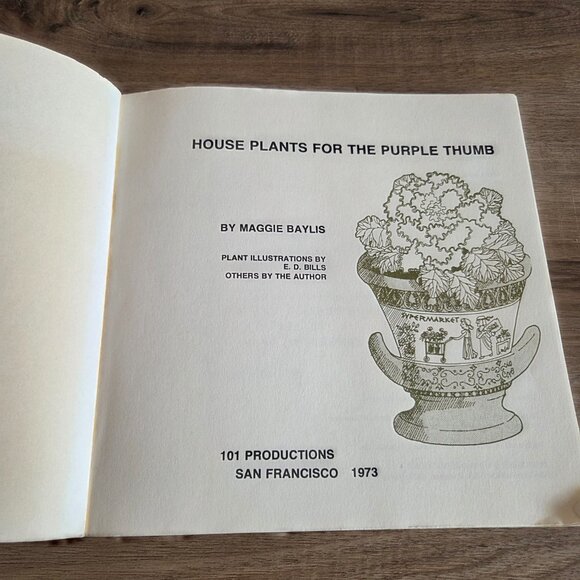 HOUSE PLANTS FOR THE PURPLE THUMB
BY MAGGIE BAYLIS
PLANT ILLUSTRATIONS BY
E. D. BILLS
OTHERS BY THE AUTHOR
SYPERMARKET
101 PRODUCTIONS
SAN FRANCISCO 1973